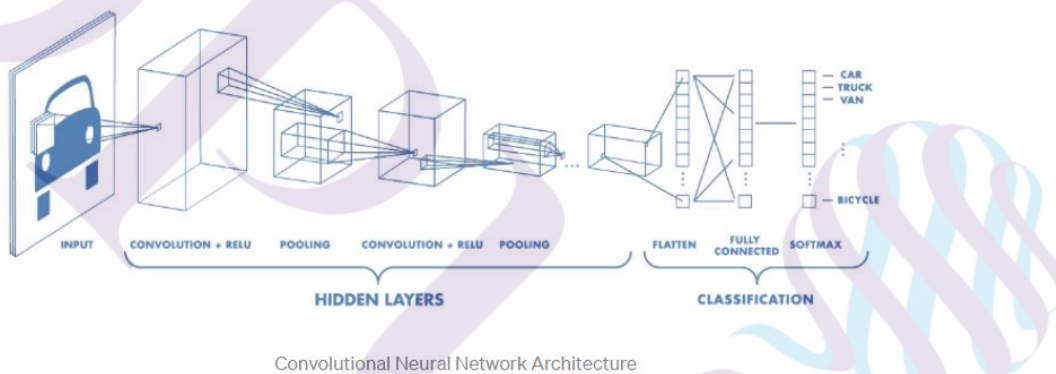 CAR
TRUCK
VAN
BICYCLE
INPUT
CONVOLUTION + RELU
POOLING
CONVOLUTION + RELU
POOLING
FLATTEN
FULLY
CONNECTED
SOFTMAX
HIDDEN LAYERS
CLASSIFICATION
Convolutional Neural Network Architecture